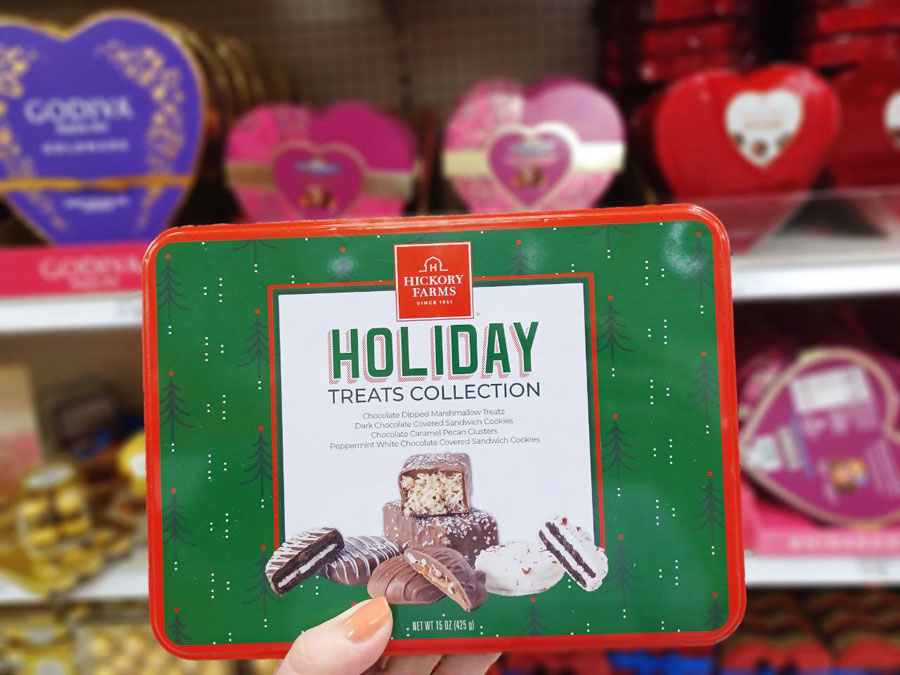 GODIVA
GOLDMARK
GODIVA
HICKORY
FARMS
SINCE 1951
HOLIDAY
TREATS COLLECTION
Chocolate Dipped Marshmallow Treats
Dark Chocolate Covered Sandwich Cookies
Chocolate Caramel Pecan Clusters
Peppermint White Chocolate Covered Sandwich Cookies
NET WT 15 OZ (425 g)